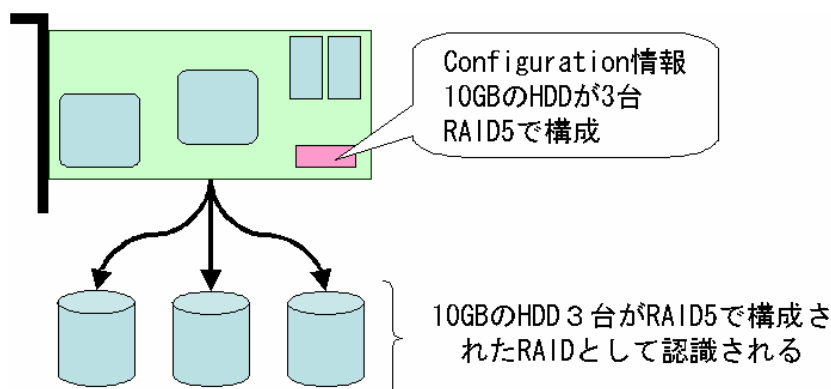 Configuration情報
10GBのHDDが3台
RAID5で構成
10GBのHDD３台がRAID5で構成さ
れたRAIDとして認識される